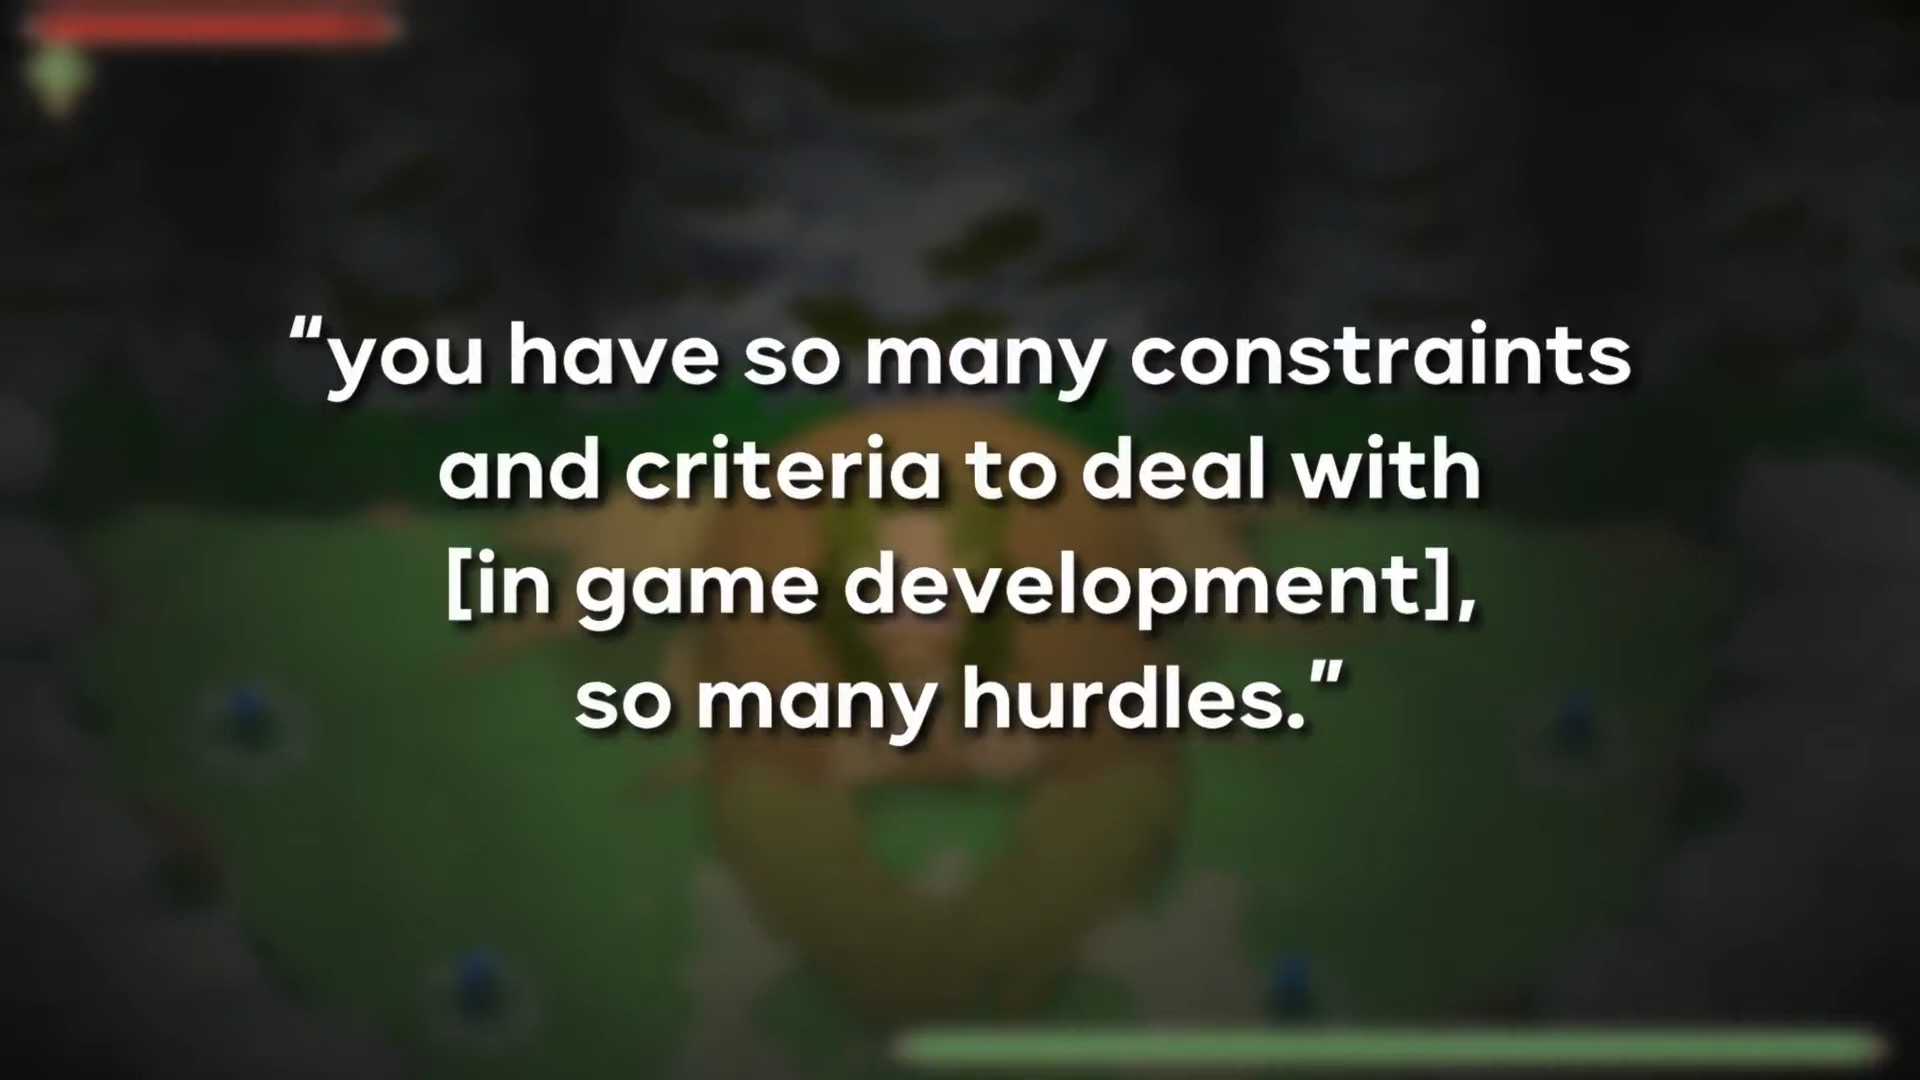 “you have so many constraints
and criteria to deal with
[in game development],
so many hurdles.”